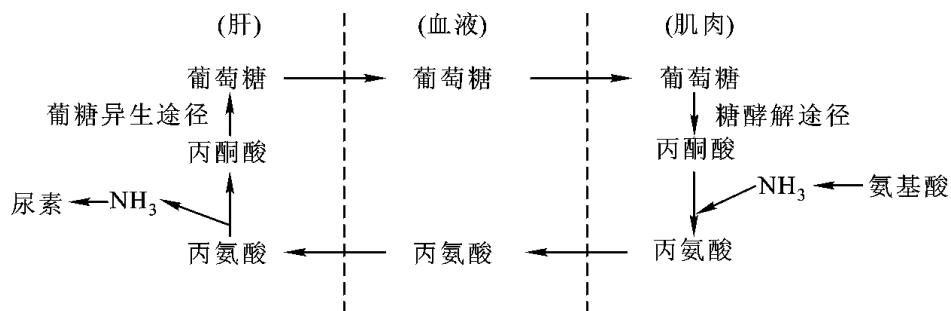 (肝) (血液) (肌肉)
葡萄糖 葡萄糖 葡萄糖
葡糖异生途径 糖酵解途径
丙酮酸 丙酮酸
尿素 NH₃ NH₃ 氨基酸
丙氨酸 丙氨酸 丙氨酸